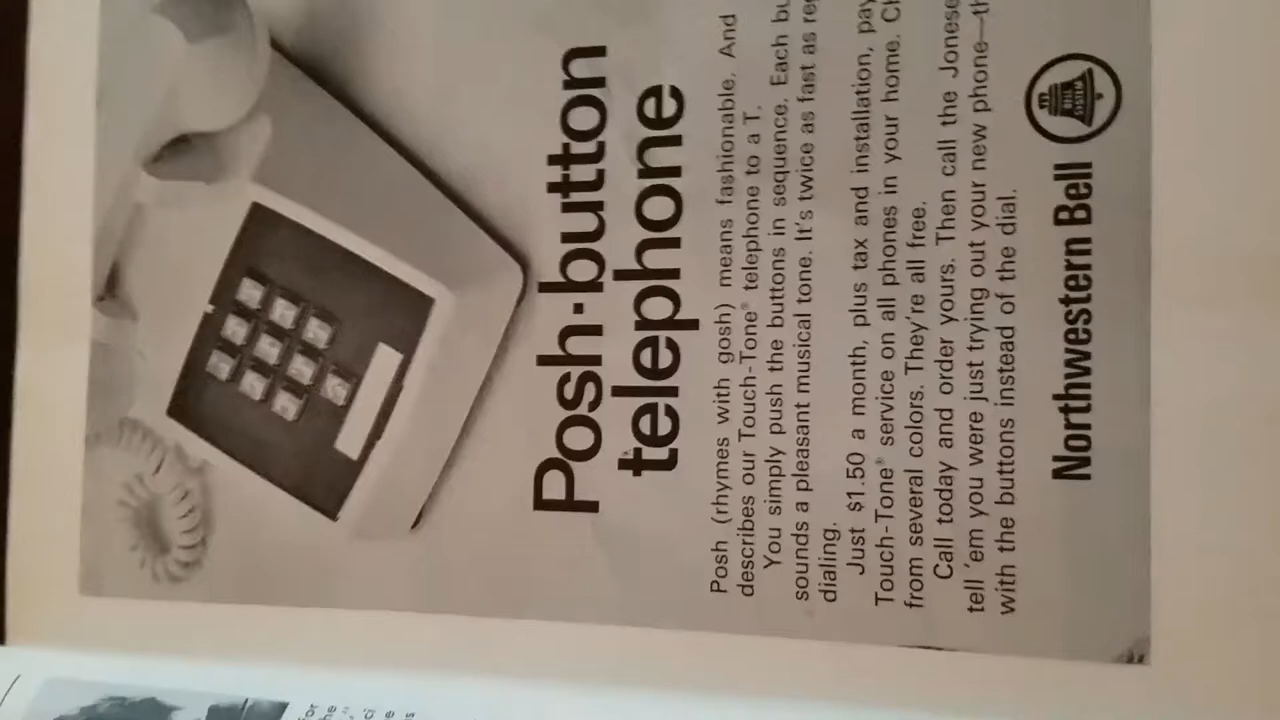 Posh-button
telephone
Posh (rhymes with gosh) means fashionable. And
describes our Touch-Tone® telephone to a T.
You simply push the buttons in sequence. Each
sounds a pleasant musical tone. It's twice as fast as
dialing.
Just $1.50 a month, plus tax and installation,
Touch-Tone® service on all phones in your home.
from several colors. They're all free.
Call today and order yours. Then call the
tell 'em you were just trying out your new phone—
with the buttons instead of the dial.
Northwestern Bell
BELL
SYSTEM